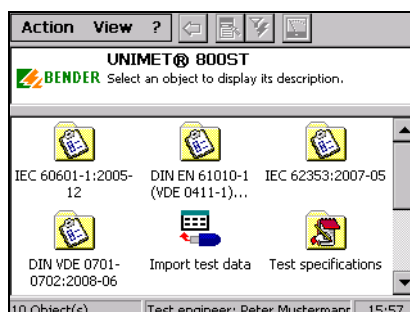 Action View ?
UNIMET® 800ST
BENDER Select an object to display its description.
IEC 60601-1:2005-
12
DIN EN 61010-1
(VDE 0411-1)...
IEC 62353:2007-05
DIN VDE 0701-
0702:2008-06
Import test data
Test specifications
10 Object(s) Test engineer: Peter Mustermann 15:57